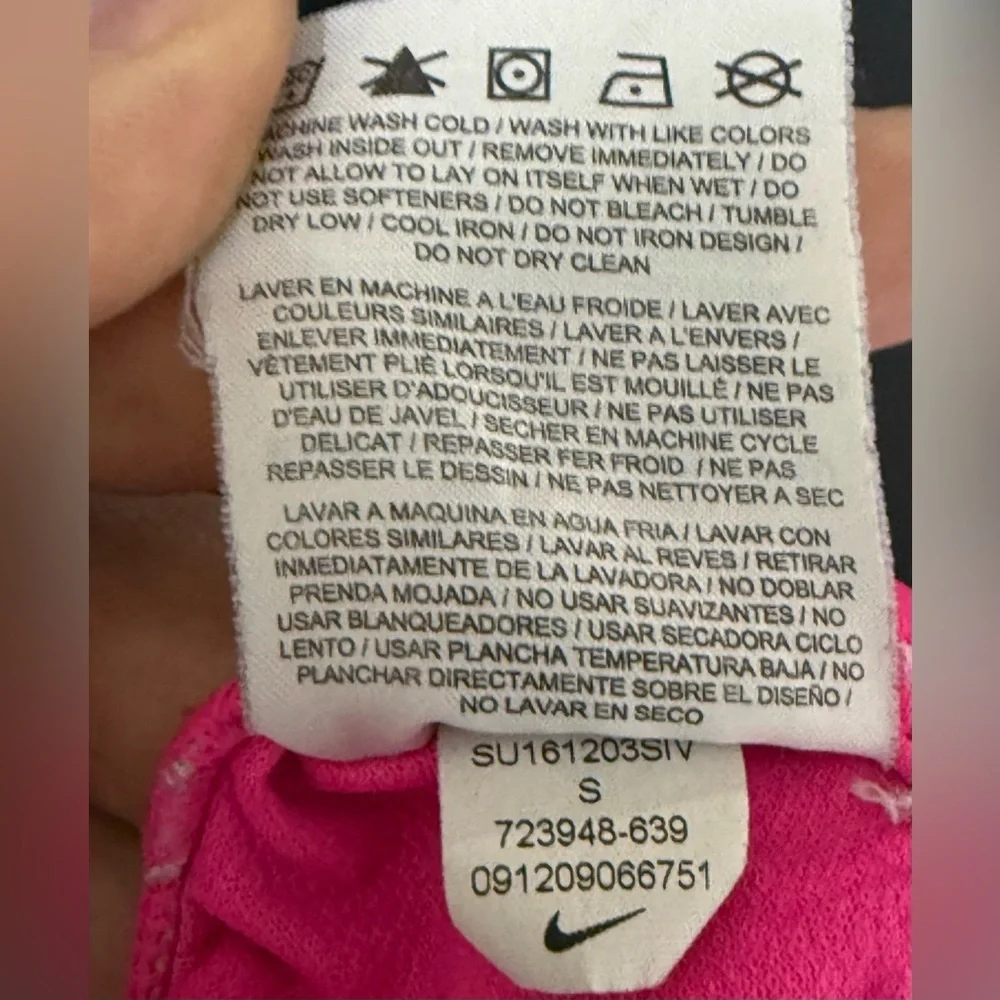 MACHINE WASH COLD / WASH WITH LIKE COLORS
WASH INSIDE OUT / REMOVE IMMEDIATELY / DO
NOT ALLOW TO LAY ON ITSELF WHEN WET / DO
NOT USE SOFTENERS / DO NOT BLEACH / TUMBLE
DRY LOW / COOL IRON / DO NOT IRON DESIGN /
DO NOT DRY CLEAN
LAVER EN MACHINE A L'EAU FROIDE / LAVER AVEC
COULEURS SIMILAIRES / LAVER A L'ENVERS /
ENLEVER IMMEDIATEMENT / NE PAS LAISSER LE
VÊTEMENT PLIÉ LORSQU'IL EST MOUILLÉ / NE PAS
UTILISER D'ADOUCISSEUR / NE PAS UTILISER
D'EAU DE JAVEL / SECHER EN MACHINE CYCLE
DELICAT / REPASSER FER FROID / NE PAS
REPASSER LE DESSIN / NE PAS NETTOYER A SEC
LAVAR A MAQUINA EN AGUA FRIA / LAVAR CON
COLORES SIMILARES / LAVAR AL REVES / RETIRAR
INMEDIATAMENTE DE LA LAVADORA / NO DOBLAR
PRENDA MOJADA / NO USAR SUAVIZANTES / NO
USAR BLANQUEADORES / USAR SECADORA CICLO
LENTO / USAR PLANCHA TEMPERATURA BAJA / NO
PLANCHAR DIRECTAMENTE SOBRE EL DISEÑO /
NO LAVAR EN SECO
SU161203SIV
S
723948-639
091209066751